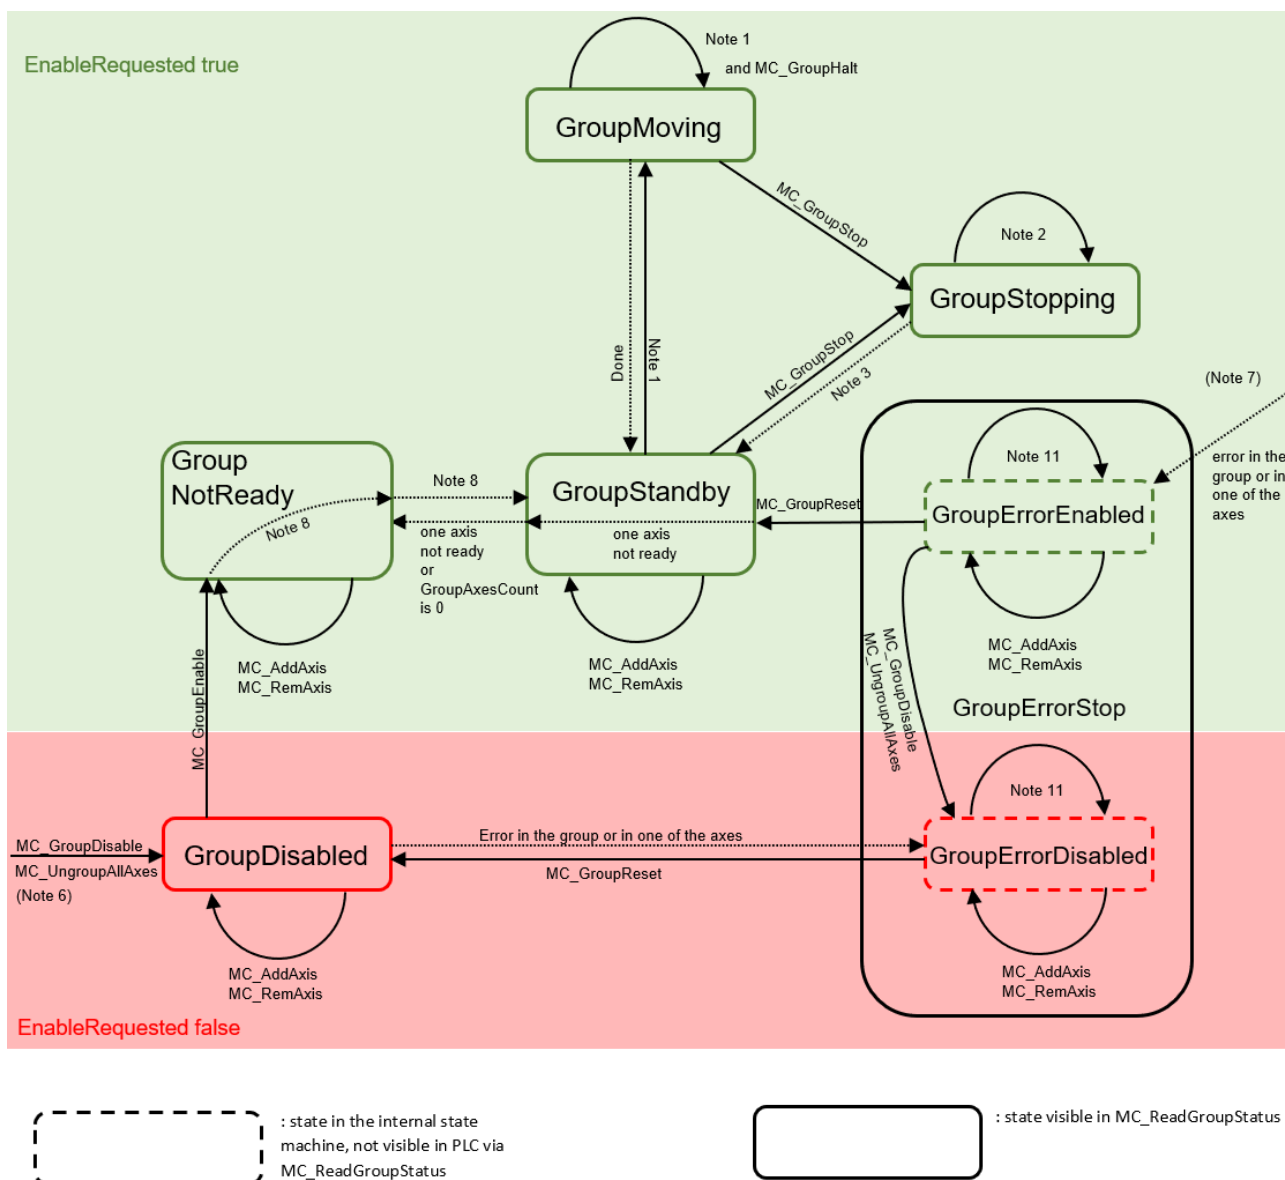 EnableRequested true
Note 1
and MC_GroupHalt
GroupMoving
MC_GroupStop
Note 2
GroupStopping
Done
Note 1
MC_GroupStop
Note 3
(Note 7)
error in the
group or in
one of the
axes
Group
NotReady
Note 8
Note 8
one axis
not ready
or
GroupAxesCount
is 0
GroupStandby
one axis
not ready
MC_GroupReset
Note 11
GroupErrorEnabled
MC_AddAxis
MC_RemAxis
MC_AddAxis
MC_RemAxis
MC_AddAxis
MC_RemAxis
MC_GroupEnable
MC_GroupDisable
MC_UngroupAllAxes
GroupErrorStop
Note 11
MC_GroupDisable
MC_UngroupAllAxes
(Note 6)
GroupDisabled
Error in the group or in one of the axes
MC_GroupReset
GroupErrorDisabled
MC_AddAxis
MC_RemAxis
MC_AddAxis
MC_RemAxis
EnableRequested false
: state in the internal state
machine, not visible in PLC via
MC_ReadGroupStatus
: state visible in MC_ReadGroupStatus